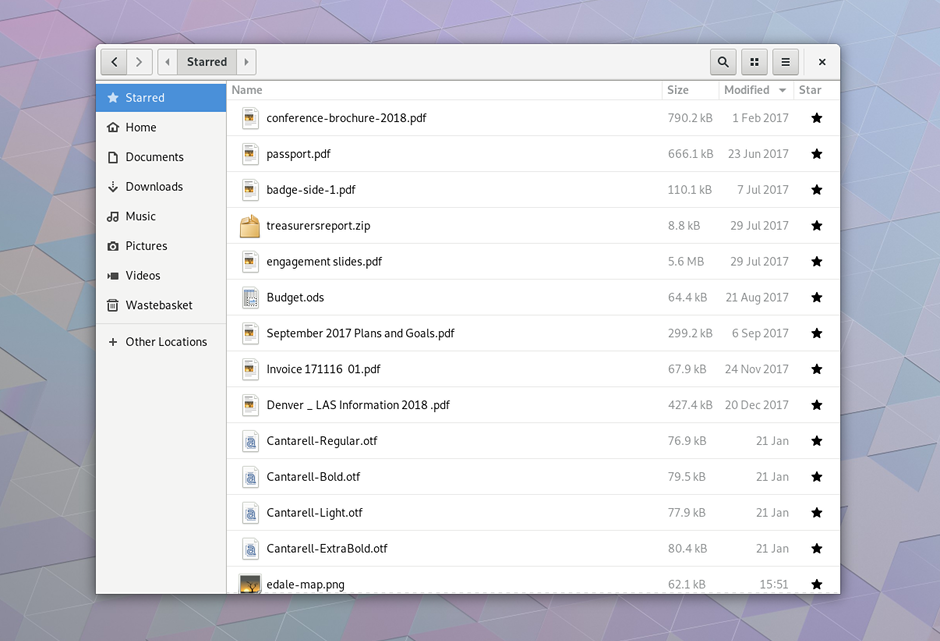 Starred
Starred
Home
Documents
Downloads
Music
Pictures
Videos
Wastebasket
Other Locations
Name Size Modified Star
conference-brochure-2018.pdf 790.2 kB 1 Feb 2017
passport.pdf 666.1 kB 23 Jun 2017
badge-side-1.pdf 110.1 kB 7 Jul 2017
treasurersreport.zip 8.8 kB 29 Jul 2017
engagement slides.pdf 5.6 MB 29 Jul 2017
Budget.ods 64.4 kB 21 Aug 2017
September 2017 Plans and Goals.pdf 299.2 kB 6 Sep 2017
Invoice 171116  01.pdf 67.9 kB 24 Nov 2017
Denver _ LAS Information 2018 .pdf 427.4 kB 20 Dec 2017
Cantarell-Regular.otf 76.9 kB 21 Jan
Cantarell-Bold.otf 79.5 kB 21 Jan
Cantarell-Light.otf 77.9 kB 21 Jan
Cantarell-ExtraBold.otf 80.4 kB 21 Jan
edale-map.png 62.1 kB 15:51